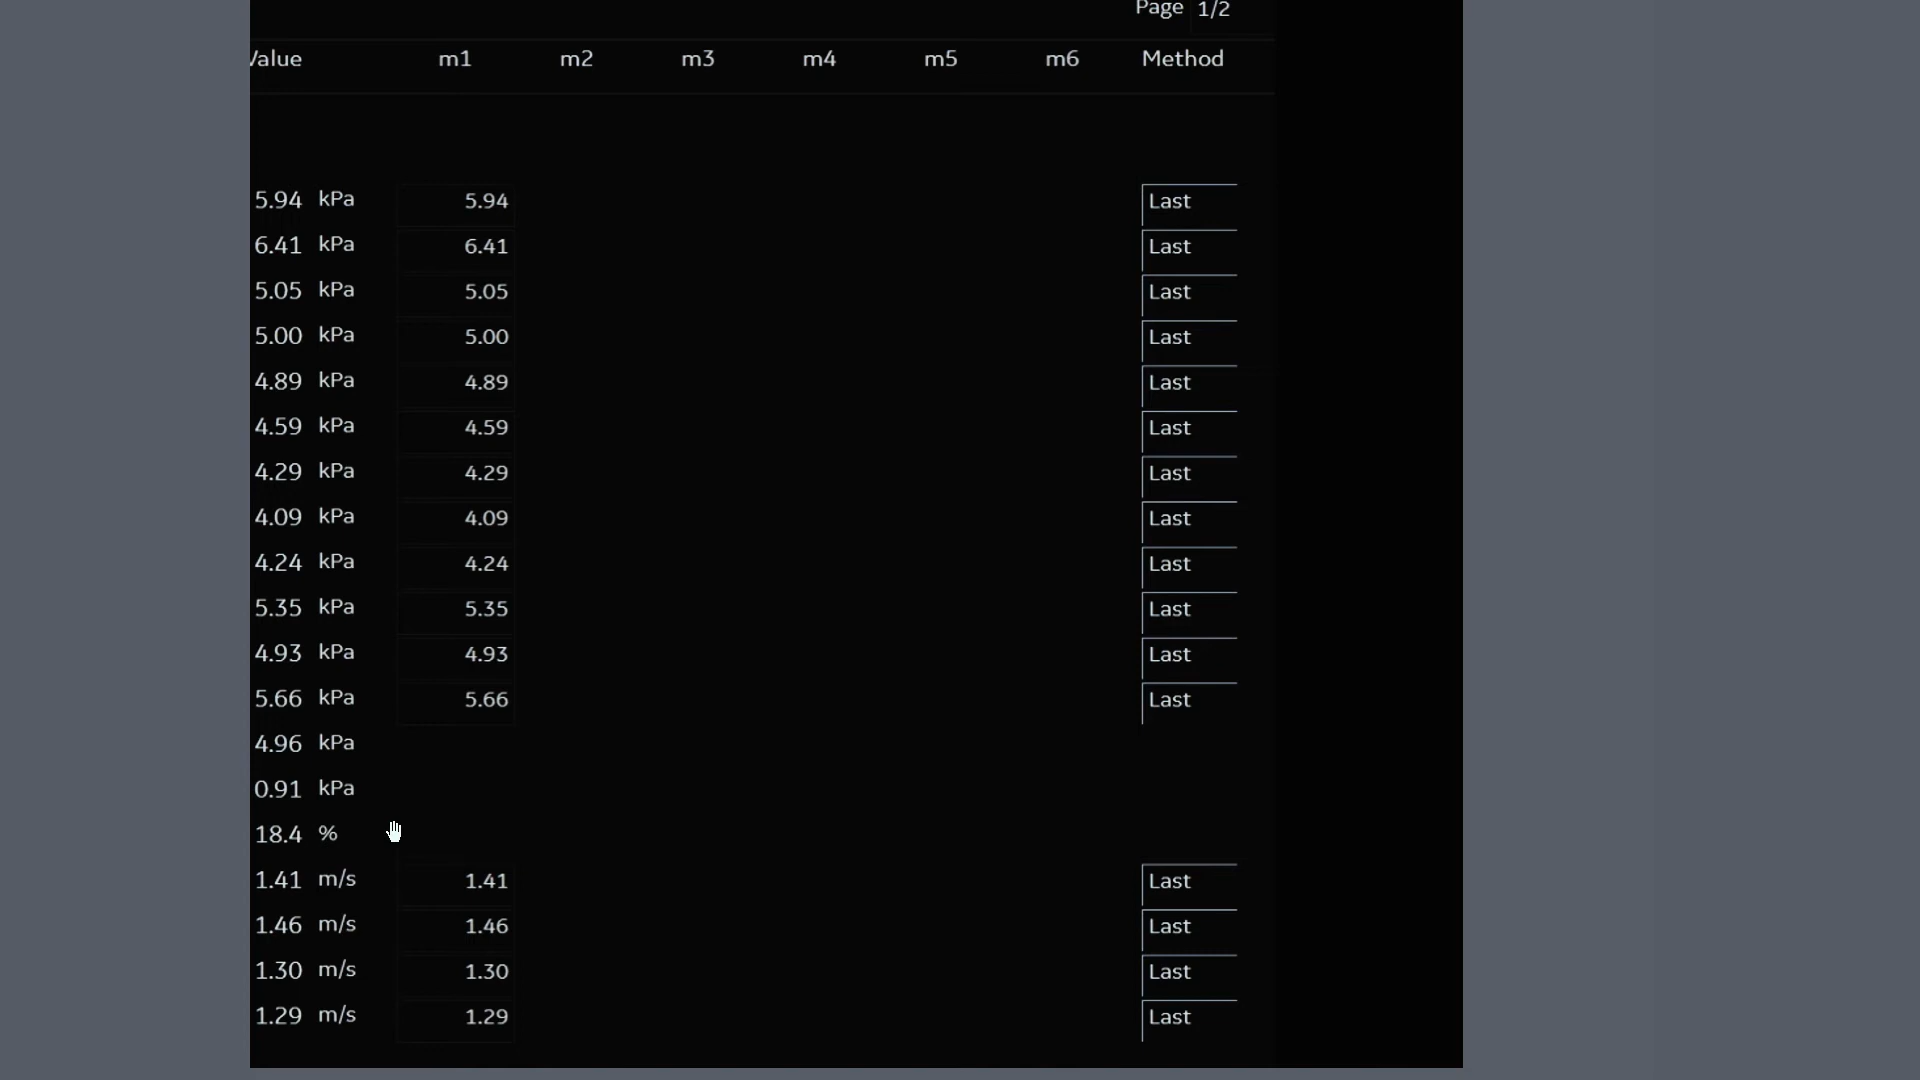 Page 1/2
Value m1 m2 m3 m4 m5 m6 Method
5.94 kPa 5.94 Last
6.41 kPa 6.41 Last
5.05 kPa 5.05 Last
5.00 kPa 5.00 Last
4.89 kPa 4.89 Last
4.59 kPa 4.59 Last
4.29 kPa 4.29 Last
4.09 kPa 4.09 Last
4.24 kPa 4.24 Last
5.35 kPa 5.35 Last
4.93 kPa 4.93 Last
5.66 kPa 5.66 Last
4.96 kPa
0.91 kPa
18.4 %
1.41 m/s 1.41 Last
1.46 m/s 1.46 Last
1.30 m/s 1.30 Last
1.29 m/s 1.29 Last